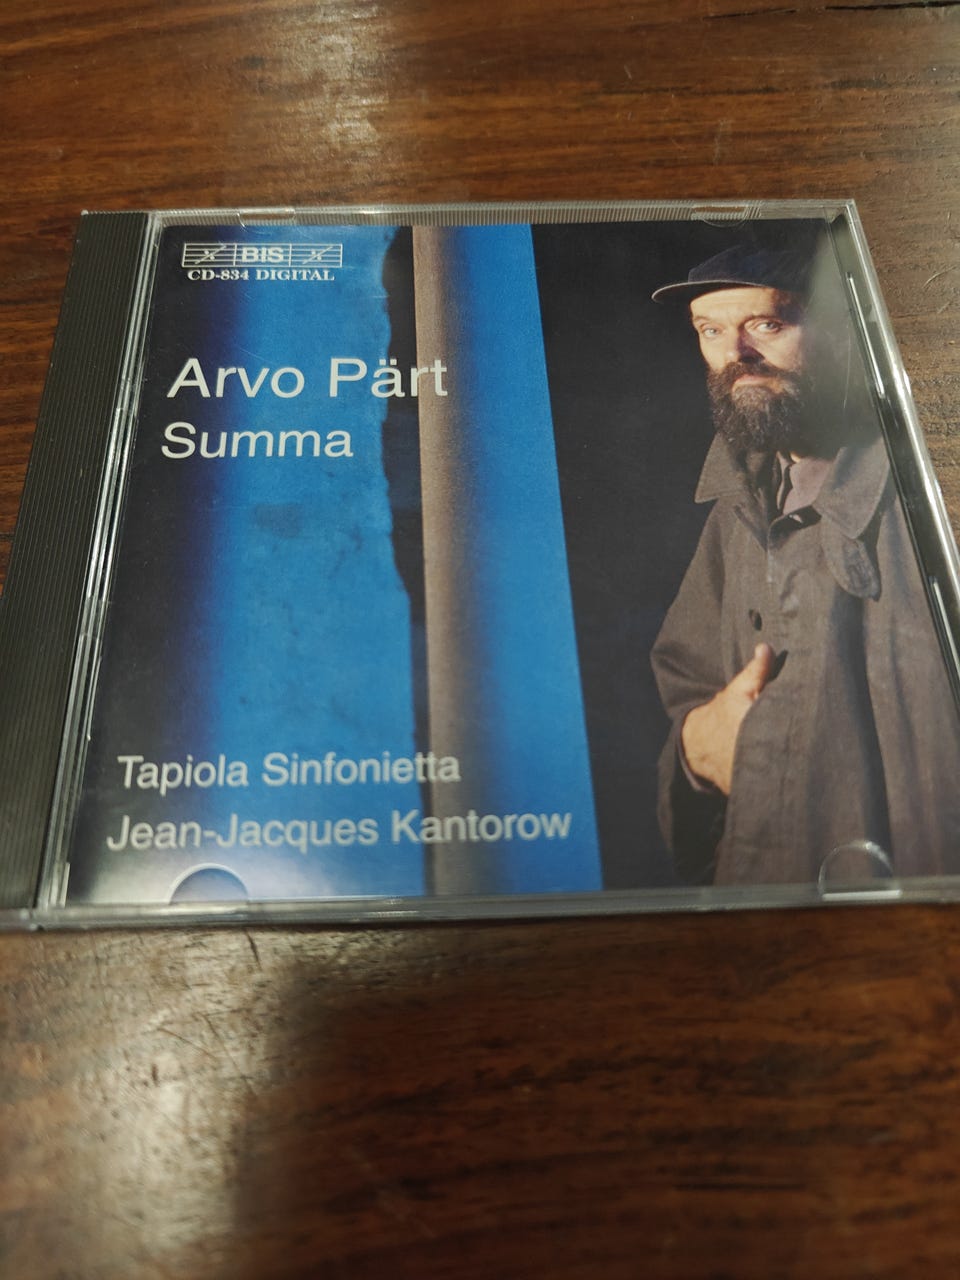 BIS
CD-834 DIGITAL
Arvo Pärt
Summa
Tapiola Sinfonietta
Jean-Jacques Kantorow